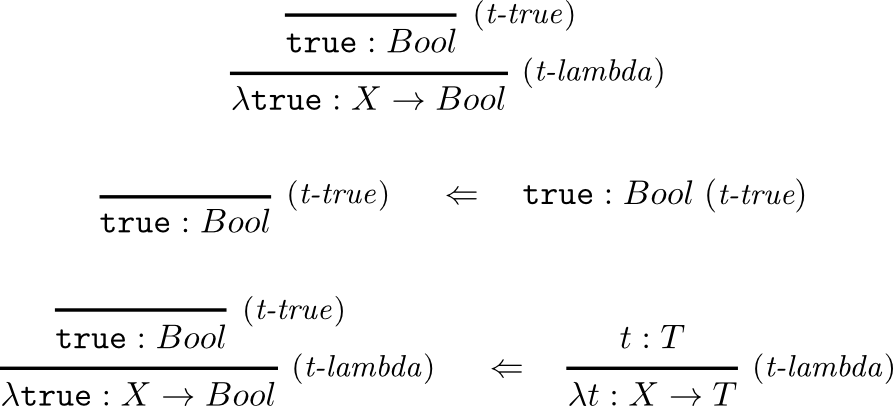 (t-true)
true : Bool
(t-lambda)
λtrue : X → Bool
(t-true) ⇐ true : Bool (t-true)
true : Bool
(t-true)
true : Bool t : T
(t-lambda) ⇐ (t-lambda)
λtrue : X → Bool λt : X → T